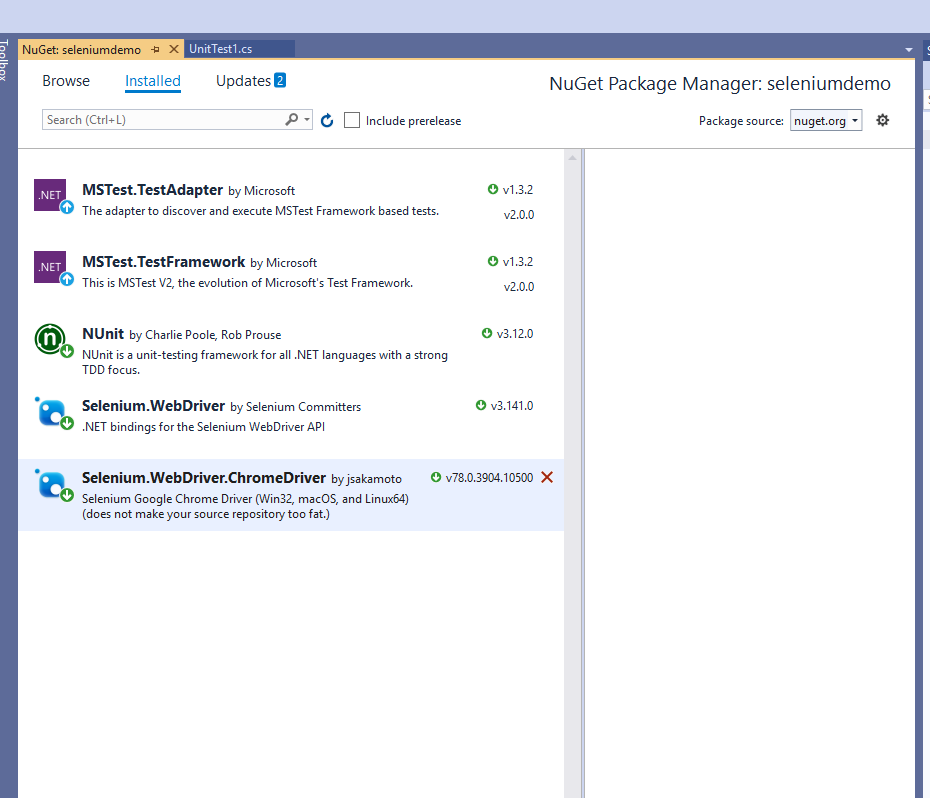 Toolbox
NuGet: seleniumdemo
UnitTest1.cs
Browse
Installed
Updates 2
NuGet Package Manager: seleniumdemo
Search (Ctrl+L)
Include prerelease
Package source:
nuget.org
.NET
MSTest.TestAdapter by Microsoft
v1.3.2
The adapter to discover and execute MSTest Framework based tests.
v2.0.0
.NET
MSTest.TestFramework by Microsoft
v1.3.2
This is MSTest V2, the evolution of Microsoft's Test Framework.
v2.0.0
n
NUnit by Charlie Poole, Rob Prouse
v3.12.0
NUnit is a unit-testing framework for all .NET languages with a strong
TDD focus.
Selenium.WebDriver by Selenium Committers
v3.141.0
.NET bindings for the Selenium WebDriver API
Selenium.WebDriver.ChromeDriver by jsakamoto
v78.0.3904.10500
Selenium Google Chrome Driver (Win32, macOS, and Linux64)
(does not make your source repository too fat.)